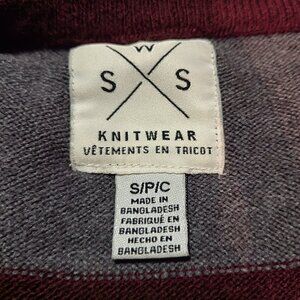 W
S S
KNITWEAR
VÊTEMENTS EN TRICOT
S/P/C
MADE IN
BANGLADESH
FABRIQUÉ EN
BANGLADESH
HECHO EN
BANGLADESH